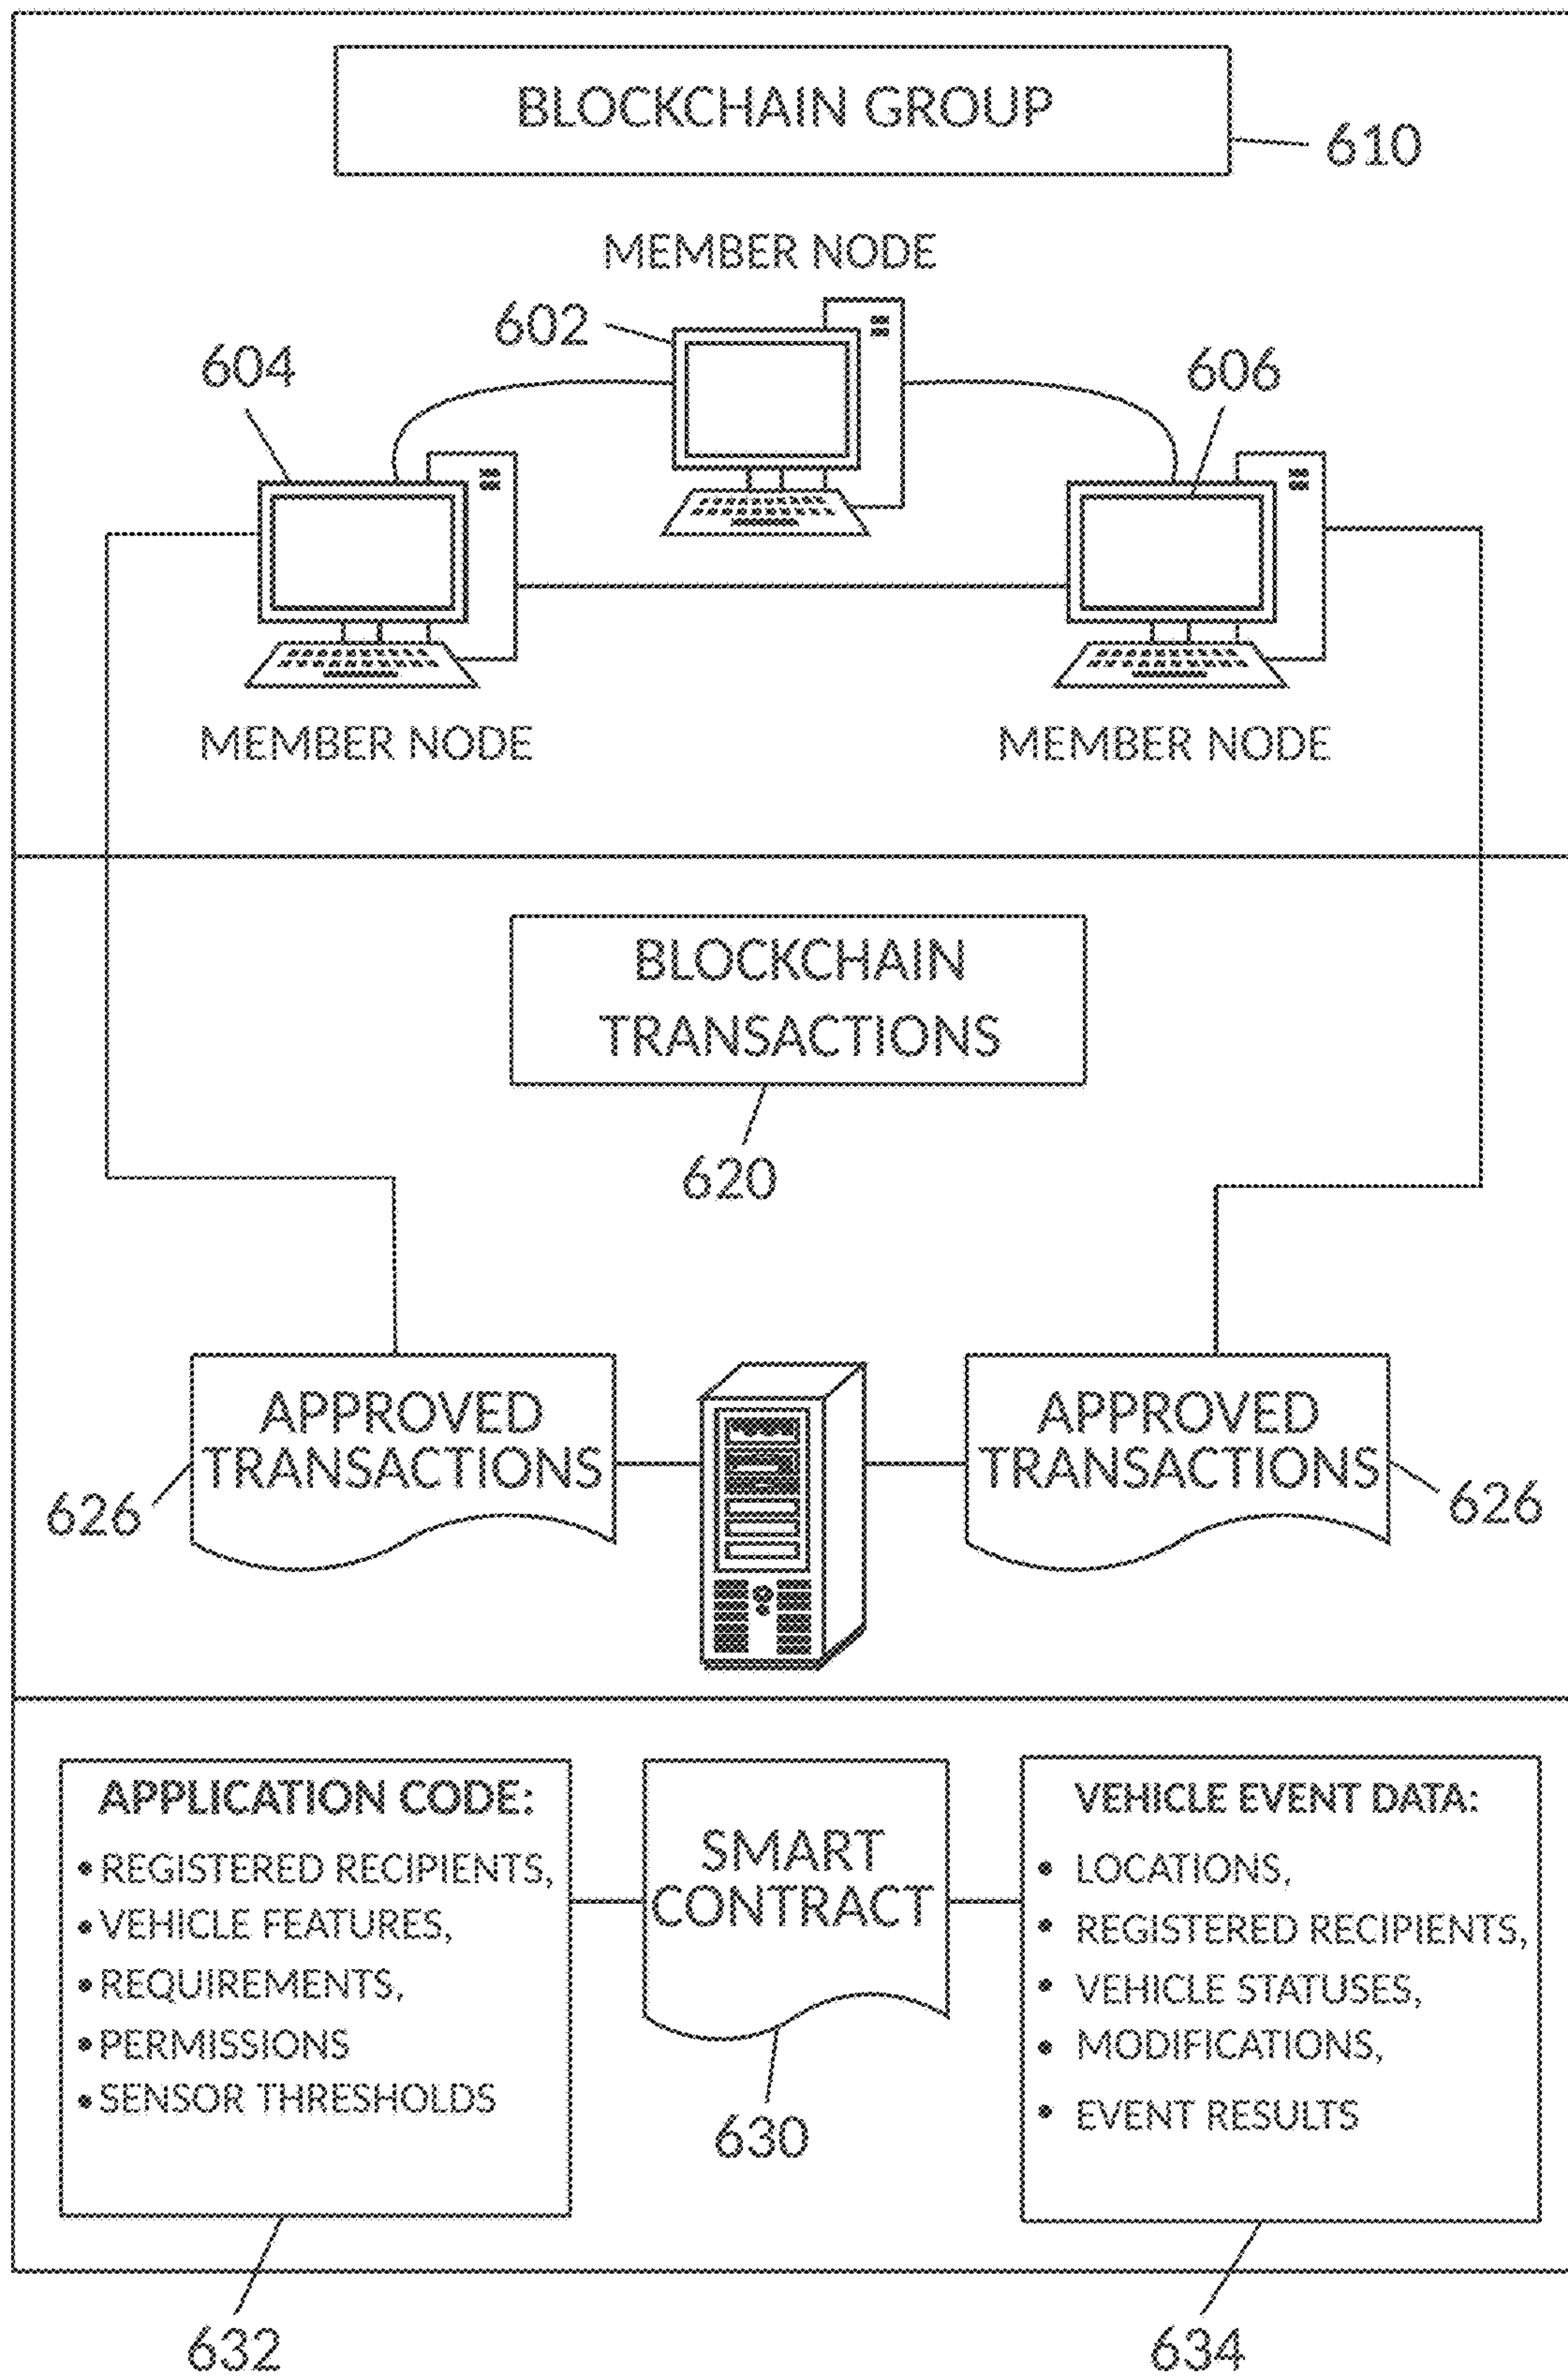 BLOCKCHAIN GROUP
610
MEMBER NODE
602
604
606
MEMBER NODE
MEMBER NODE
BLOCKCHAIN
TRANSACTIONS
620
APPROVED
TRANSACTIONS
626
APPROVED
TRANSACTIONS
626
APPLICATION CODE:
• REGISTERED RECIPIENTS,
• VEHICLE FEATURES,
• REQUIREMENTS,
• PERMISSIONS
• SENSOR THRESHOLDS
632
SMART
CONTRACT
630
VEHICLE EVENT DATA:
• LOCATIONS,
• REGISTERED RECIPIENTS,
• VEHICLE STATUSES,
• MODIFICATIONS,
• EVENT RESULTS
634